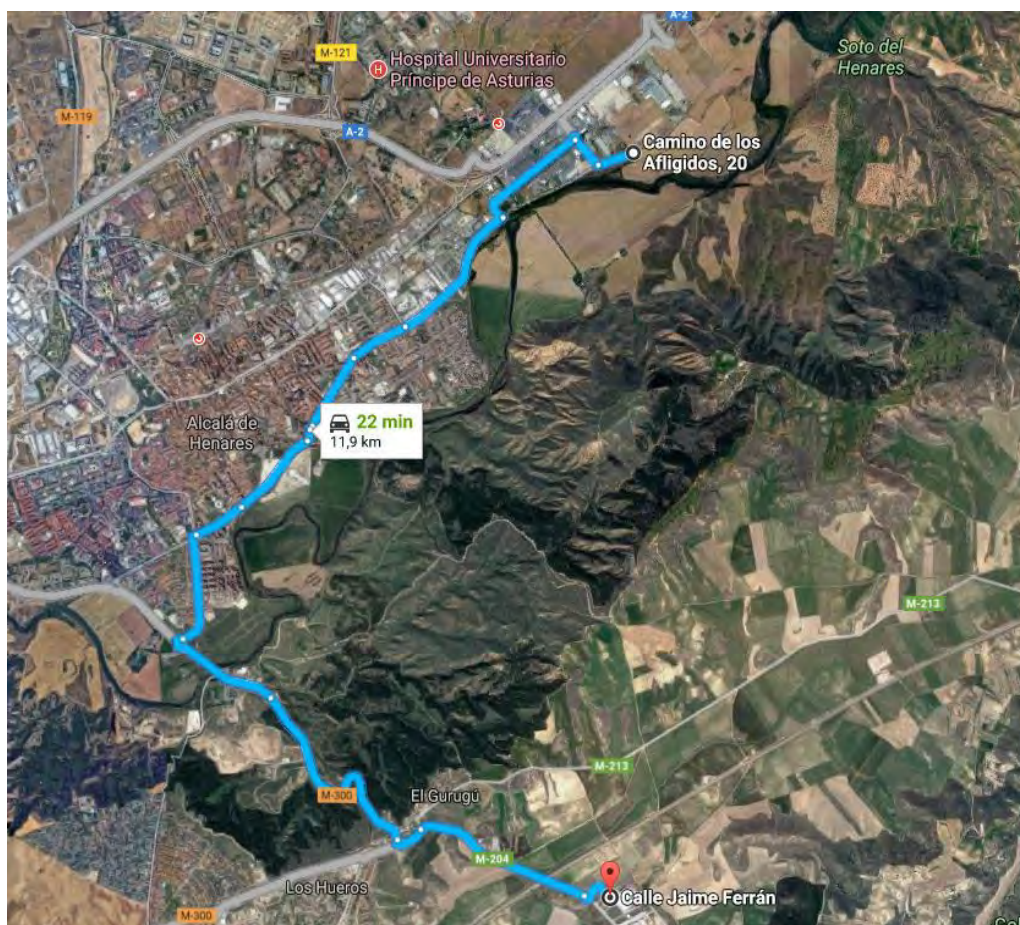 A-2
M-121
Hospital Universitario
Príncipe de Asturias
H
Soto del
Henares
M-119
A-2
Camino de los
Afligidos, 20
22 min
11,9 km
Alcalá de
Henares
M-213
M-213
M-300
El Gurugú
M-204
Los Hueros
Calle Jaime Ferrán
M-300